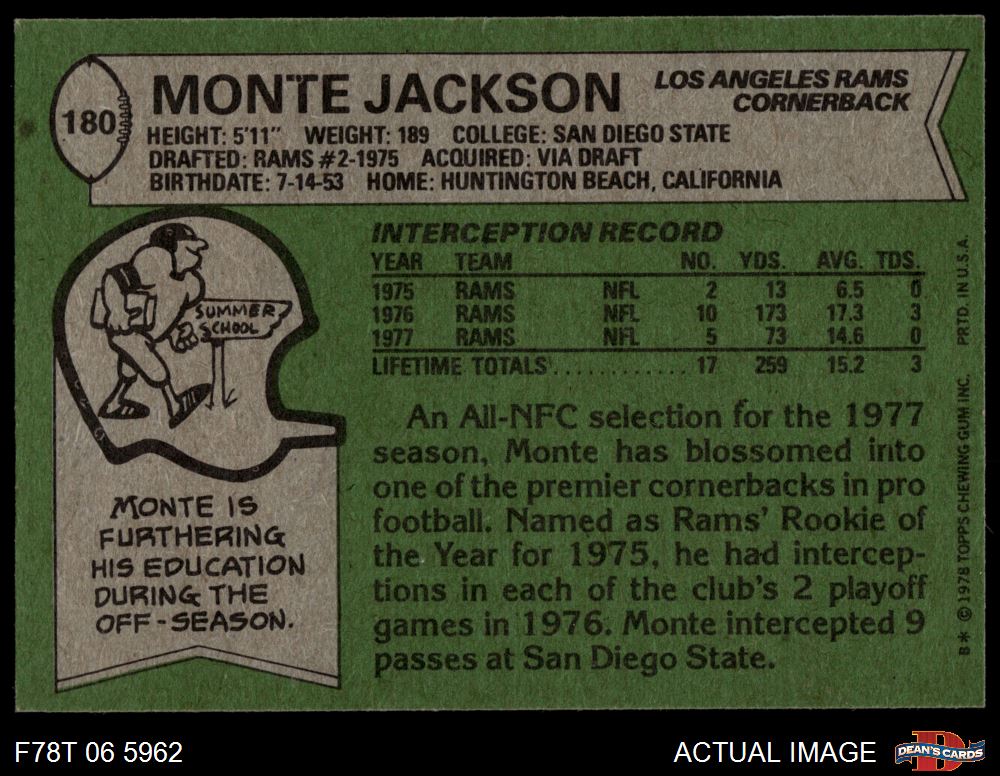 180
MONTE JACKSON
LOS ANGELES RAMS
CORNERBACK
HEIGHT: 5'11" WEIGHT: 189 COLLEGE: SAN DIEGO STATE
DRAFTED: RAMS #2-1975 ACQUIRED: VIA DRAFT
BIRTHDATE: 7-14-53 HOME: HUNTINGTON BEACH, CALIFORNIA
SUMMER
SCHOOL
MONTE IS
FURTHERING
HIS EDUCATION
DURING THE
OFF-SEASON.
INTERCEPTION RECORD
YEAR TEAM NO. YDS. AVG. TDS.
1975 RAMS NFL 2 13 6.5 0
1976 RAMS NFL 10 173 17.3 3
1977 RAMS NFL 5 73 14.6 0
LIFETIME TOTALS............ 17 259 15.2 3
An All-NFC selection for the 1977
season, Monte has blossomed into
one of the premier cornerbacks in pro
football. Named as Rams' Rookie of
the Year for 1975, he had intercep-
tions in each of the club's 2 playoff
games in 1976. Monte intercepted 9
passes at San Diego State.
B* © 1978 TOPPS CHEWING GUM INC. PRTD. IN U.S.A.
F78T 06 5962
ACTUAL IMAGE
DEAN'S CARDS